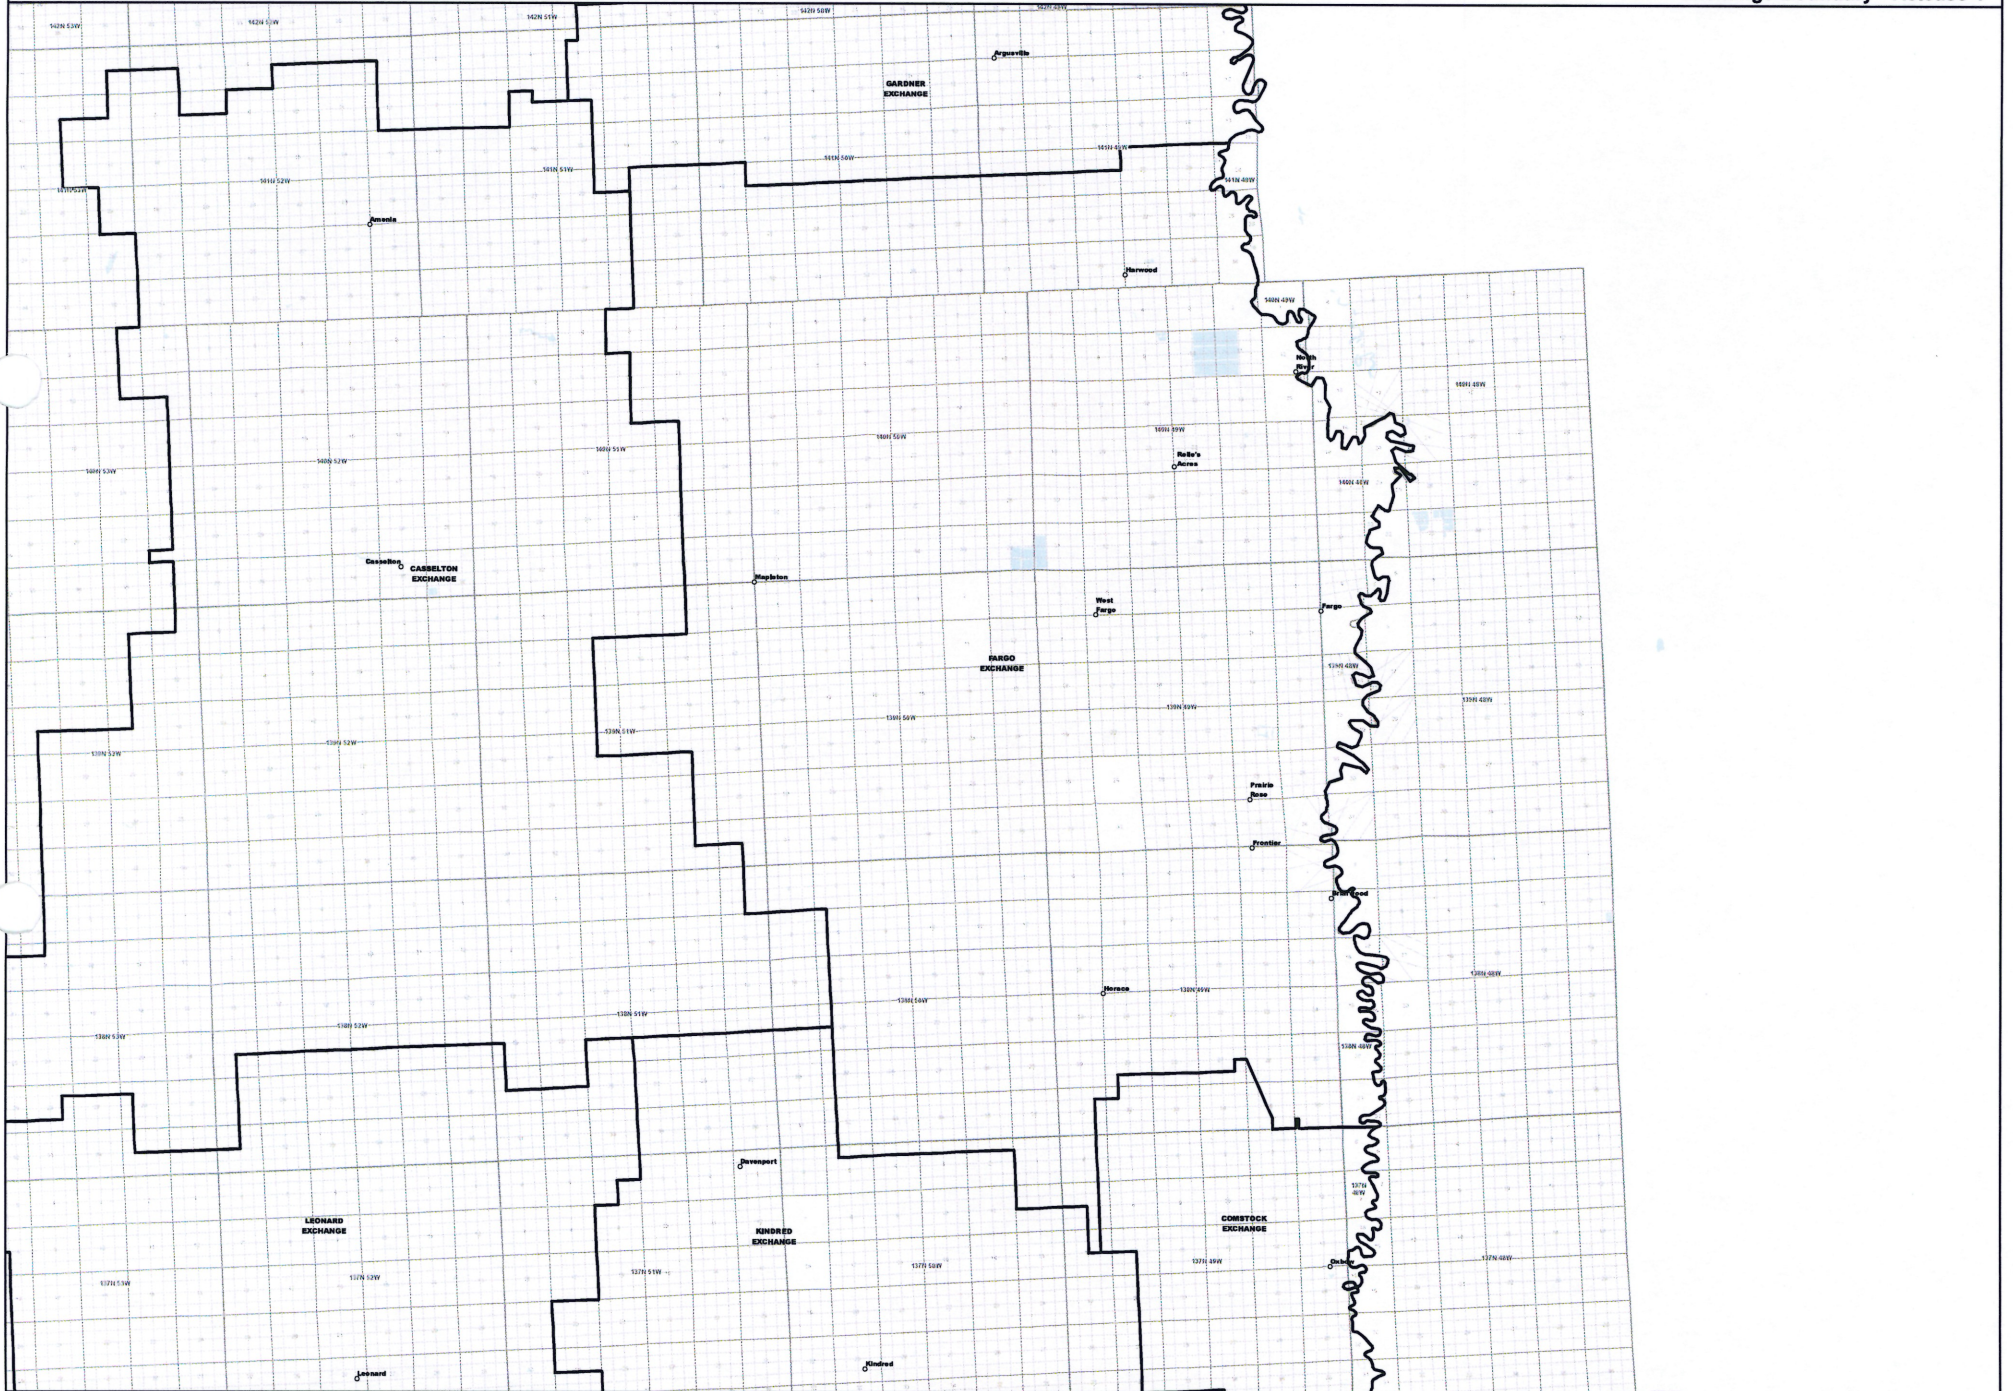 142N 53W
142N 52W
142N 51W
142N 50W
142N 49W
Argusville
GARDNER
EXCHANGE
141N 53W
141N 52W
141N 51W
141N 50W
141N 49W
141N 49W
Amenia
Harwood
140N 49W
North
River
140N 48W
140N 53W
140N 52W
140N 51W
140N 50W
140N 49W
Reile's
Acres
140N 48W
Casselton
CASSELTON
EXCHANGE
Mapleton
West
Fargo
Fargo
FARGO
EXCHANGE
139N 48W
139N 53W
139N 52W
139N 51W
139N 50W
139N 49W
139N 48W
Prairie
Rose
Frontier
Briarwood
Horace
138N 53W
138N 52W
138N 51W
138N 50W
138N 49W
138N 48W
138N 48W
Davenport
137N
48W
LEONARD
EXCHANGE
KINDRED
EXCHANGE
COMSTOCK
EXCHANGE
137N 53W
137N 52W
137N 51W
137N 50W
137N 49W
Oxbow
137N 48W
Leonard
Kindred